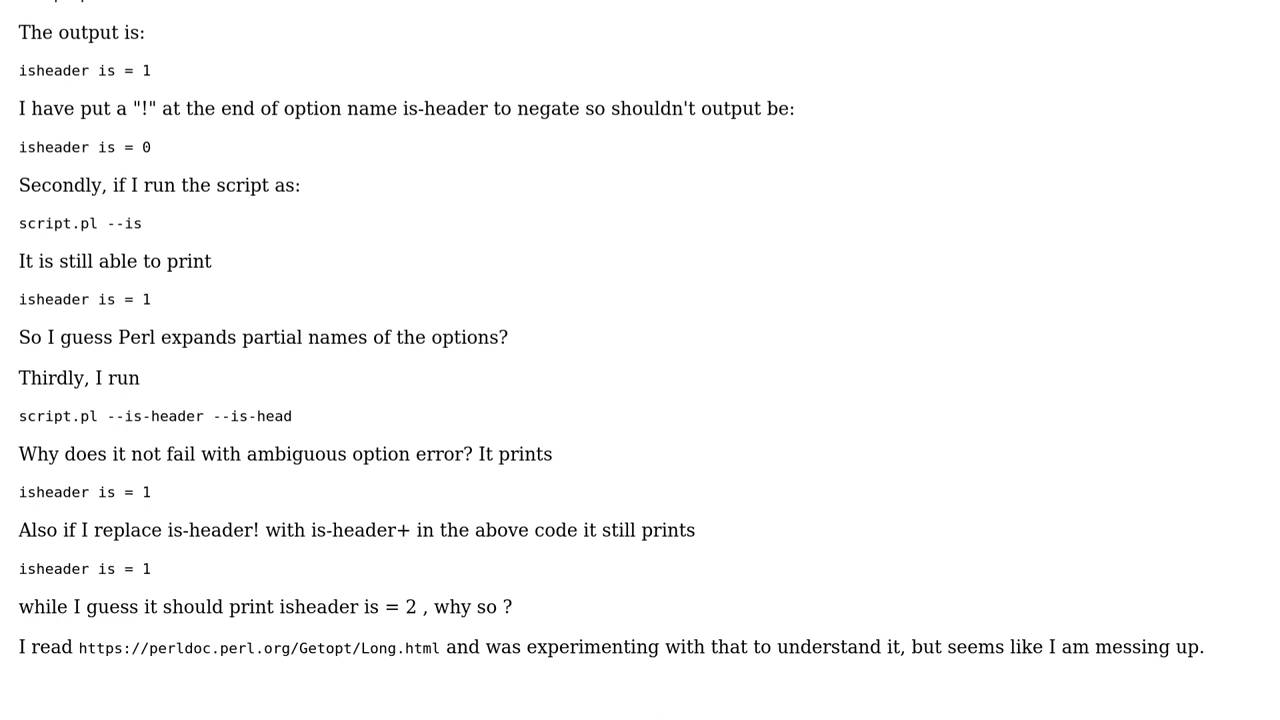 The output is:
isheader is = 1
I have put a "!" at the end of option name is-header to negate so shouldn't output be:
isheader is = 0
Secondly, if I run the script as:
script.pl --is
It is still able to print
isheader is = 1
So I guess Perl expands partial names of the options?
Thirdly, I run
script.pl --is-header --is-head
Why does it not fail with ambiguous option error? It prints
isheader is = 1
Also if I replace is-header! with is-header+ in the above code it still prints
isheader is = 1
while I guess it should print isheader is = 2 , why so ?
I read https://perldoc.perl.org/Getopt/Long.html and was experimenting with that to understand it, but seems like I am messing up.